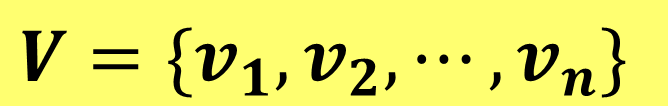 V = {v₁, v₂, ⋯, vₙ}